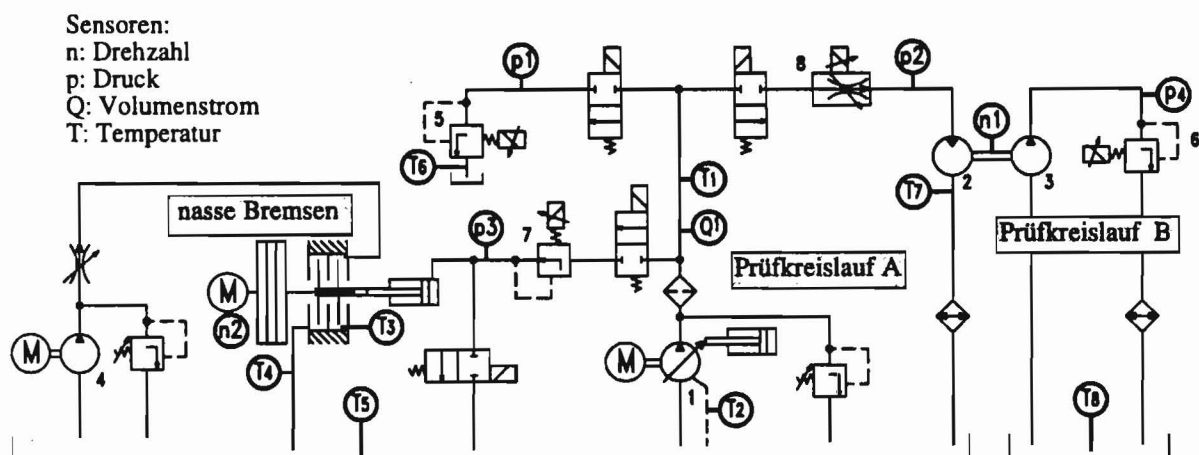 Sensoren:
n: Drehzahl
p: Druck
Q: Volumenstrom
T: Temperatur
p1
8
p2
p4
5
n1
6
T6
T1
2
3
T7
nasse Bremsen
p3
7
Q1
Prüfkreislauf B
Prüfkreislauf A
M
n2
T3
M
4
T4
M
1
T5
T2
T8